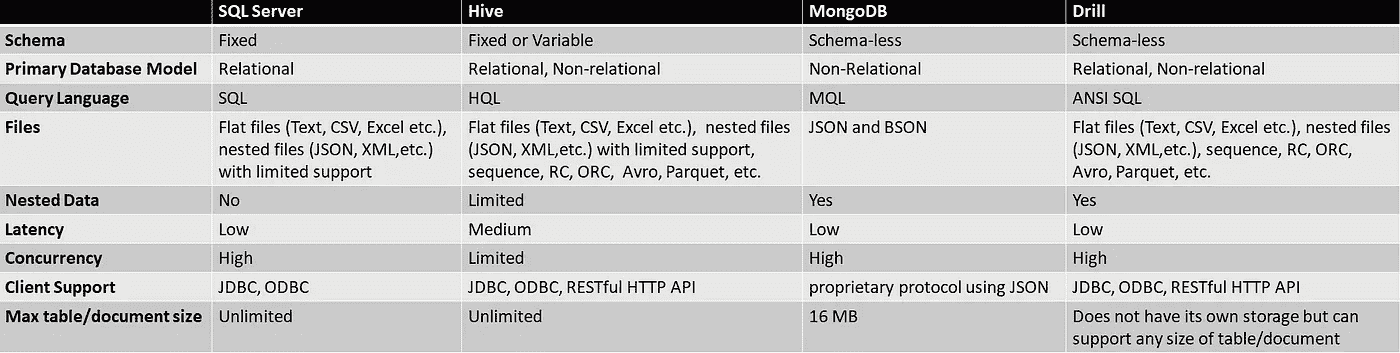 SQL Server Hive MongoDB Drill
Schema Fixed Fixed or Variable Schema-less Schema-less
Primary Database Model Relational Relational, Non-relational Non-Relational Relational, Non-relational
Query Language SQL HQL MQL ANSI SQL
Files Flat files (Text, CSV, Excel etc.), Flat files (Text, CSV, Excel etc.),  nested files JSON and BSON Flat files (Text, CSV, Excel etc.), nested files
nested files (JSON, XML,etc.) (JSON, XML,etc.) with limited support, (JSON, XML,etc.), sequence, RC, ORC,
with limited support sequence, RC, ORC,  Avro, Parquet, etc. Avro, Parquet, etc.
Nested Data No Limited Yes Yes
Latency Low Medium Low Low
Concurrency High Limited High High
Client Support JDBC, ODBC JDBC, ODBC, RESTful HTTP API proprietary protocol using JSON JDBC, ODBC, RESTful HTTP API
Max table/document size Unlimited Unlimited 16 MB Does not have its own storage but can
support any size of table/document